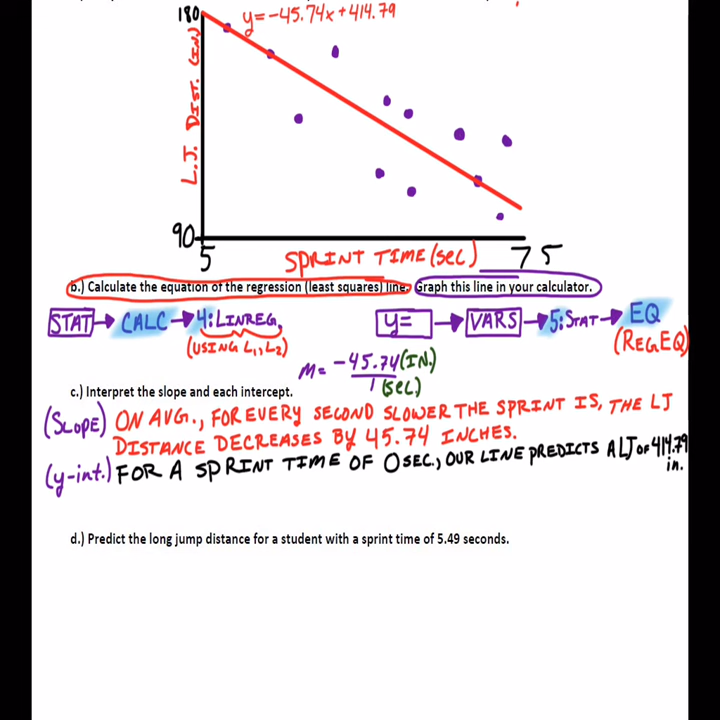 180
y=-45.74x+414.79
L.J. DIST. (IN)
90
5
SPRINT TIME (sec)
7.5
b.) Calculate the equation of the regression (least squares) line. Graph this line in your calculator.
STAT → CALC → 4:LINREG,
(USING L1, L2)
y= → VARS → 5:STAT → EQ
(REGEQ)
M= -45.74 (IN.)
1 (SEC)
c.) Interpret the slope and each intercept.
(SLOPE) ON AVG., FOR EVERY SECOND SLOWER THE SPRINT IS, THE LJ
DISTANCE DECREASES BY 45.74 INCHES.
(y-int.) FOR A SPRINT TIME OF 0 SEC., OUR LINE PREDICTS A LJ OF 414.79
in.
d.) Predict the long jump distance for a student with a sprint time of 5.49 seconds.